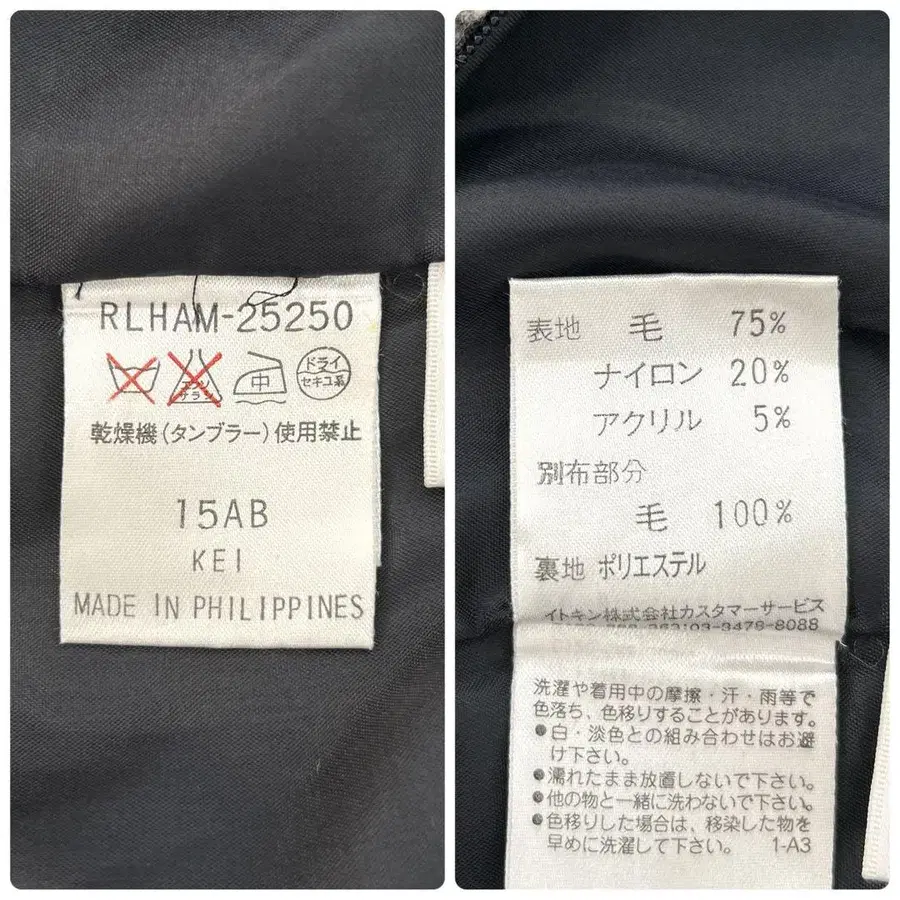 RLHAM-25250
エンソ
サラシ
中
ドライ
セキユ系
乾燥機(タンブラー)使用禁止
15AB
KEI
MADE IN PHILIPPINES
表地 毛 75%
ナイロン 20%
アクリル 5%
別布部分
毛 100%
裏地 ポリエステル
イトキン株式会社カスタマーサービス
03-3478-8088
洗濯や着用中の摩擦・汗・雨等で
色落ち、色移りすることがあります。
●白・淡色との組み合わせはお避
け下さい。
●濡れたまま放置しないで下さい。
●他の物と一緒に洗わないで下さい。
●色移りした場合は、移染した物を
早めに洗濯して下さい。 1-A3